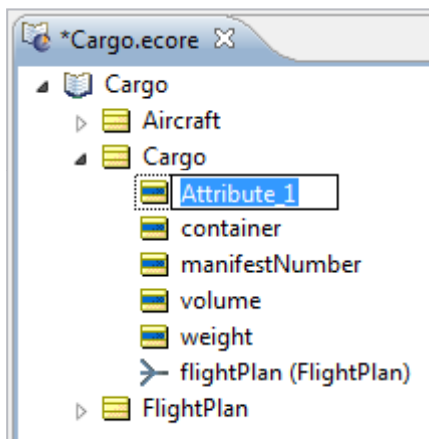 *Cargo.ecore
Cargo
Aircraft
Cargo
Attribute_1
container
manifestNumber
volume
weight
flightPlan (FlightPlan)
FlightPlan